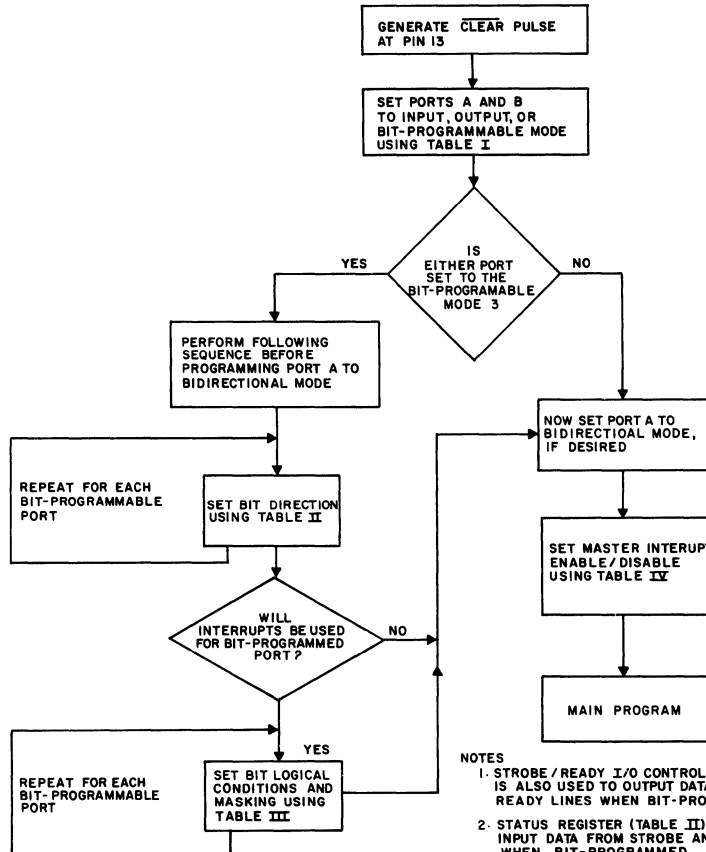 GENERATE CLEAR PULSE
AT PIN 13
SET PORTS A AND B
TO INPUT, OUTPUT, OR
BIT-PROGRAMMABLE MODE
USING TABLE I
IS
EITHER PORT
SET TO THE
BIT-PROGRAMABLE
MODE 3
YES
NO
PERFORM FOLLOWING
SEQUENCE BEFORE
PROGRAMMING PORT A TO
BIDIRECTIONAL MODE
NOW SET PORT A TO
BIDIRECTIOAL MODE,
IF DESIRED
REPEAT FOR EACH
BIT-PROGRAMMABLE
PORT
SET BIT DIRECTION
USING TABLE II
SET MASTER INTERUPT
ENABLE/DISABLE
USING TABLE IV
WILL
INTERRUPTS BE USED
FOR BIT-PROGRAMMED
PORT?
NO
YES
MAIN PROGRAM
REPEAT FOR EACH
BIT-PROGRAMMABLE
PORT
SET BIT LOGICAL
CONDITIONS AND
MASKING USING
TABLE III
NOTES
1. STROBE/READY I/O CONTROL
IS ALSO USED TO OUTPUT DAT
READY LINES WHEN BIT-PRO
2. STATUS REGISTER (TABLE II)
INPUT DATA FROM STROBE AN
WHEN BIT-PROGRAMMED